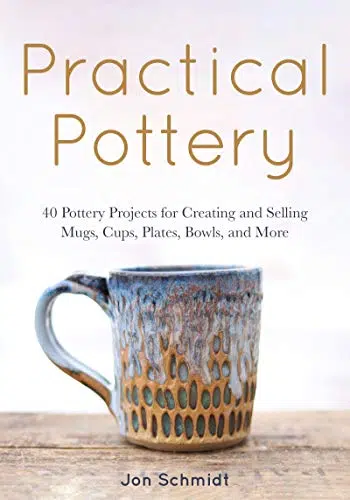 Practical
Pottery
40 Pottery Projects for Creating and Selling
Mugs, Cups, Plates, Bowls, and More
Jon Schmidt